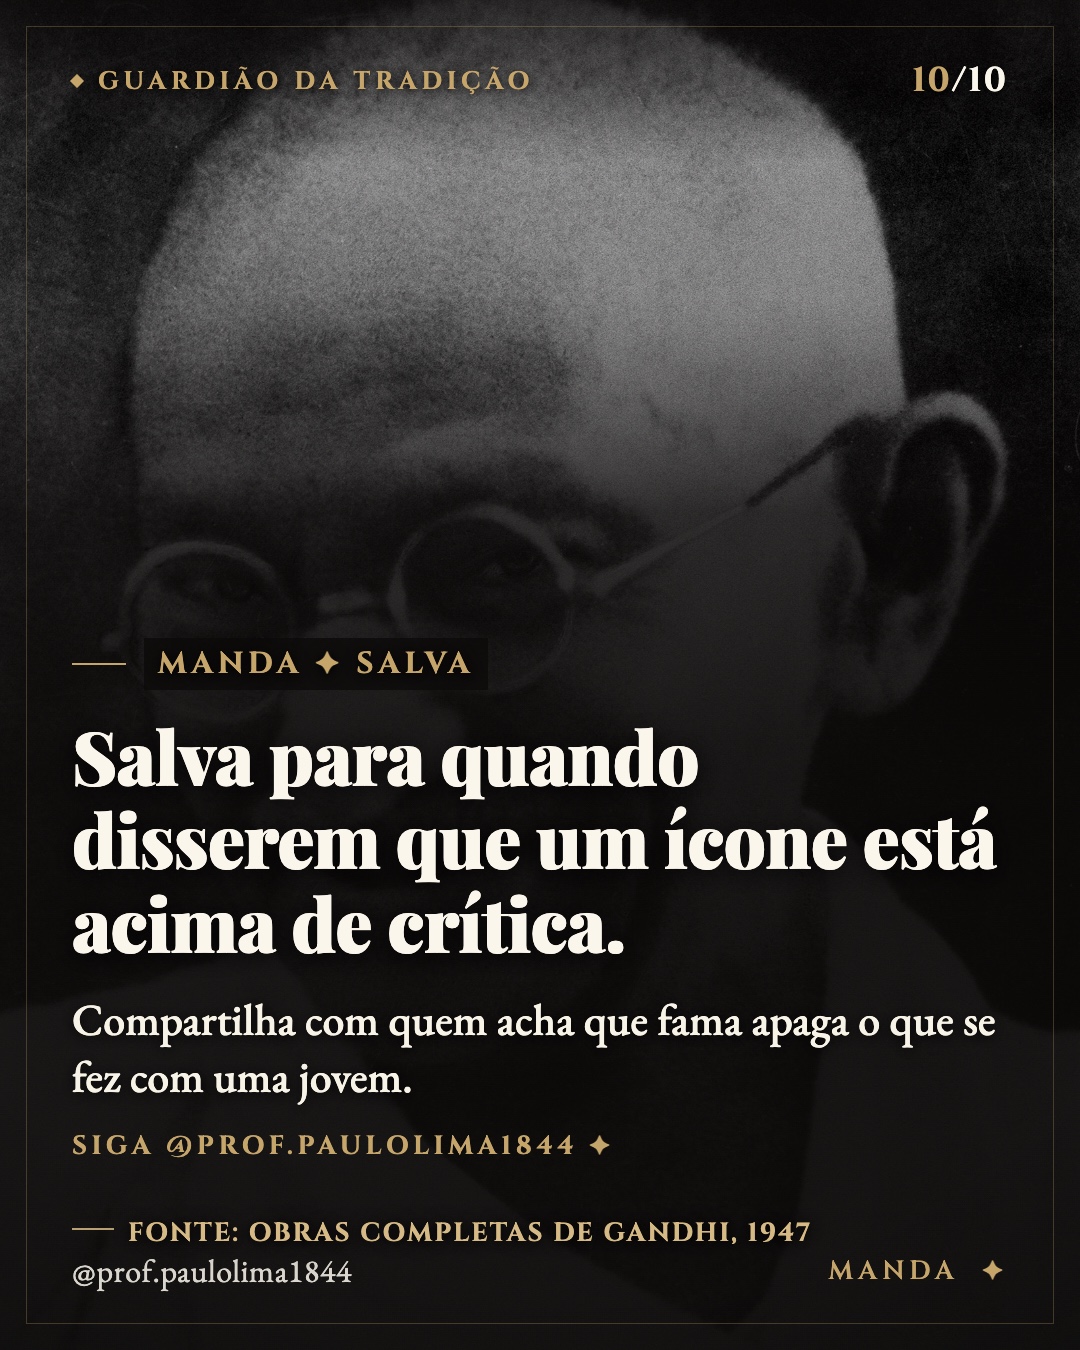 ◆ GUARDIÃO DA TRADIÇÃO
10/10
MANDA ✦ SALVA
Salva para quando
disserem que um ícone está
acima de crítica.
Compartilha com quem acha que fama apaga o que se
fez com uma jovem.
SIGA @PROF.PAULOLIMA1844 ✦
FONTE: OBRAS COMPLETAS DE GANDHI, 1947
@prof.paulolima1844
MANDA ✦